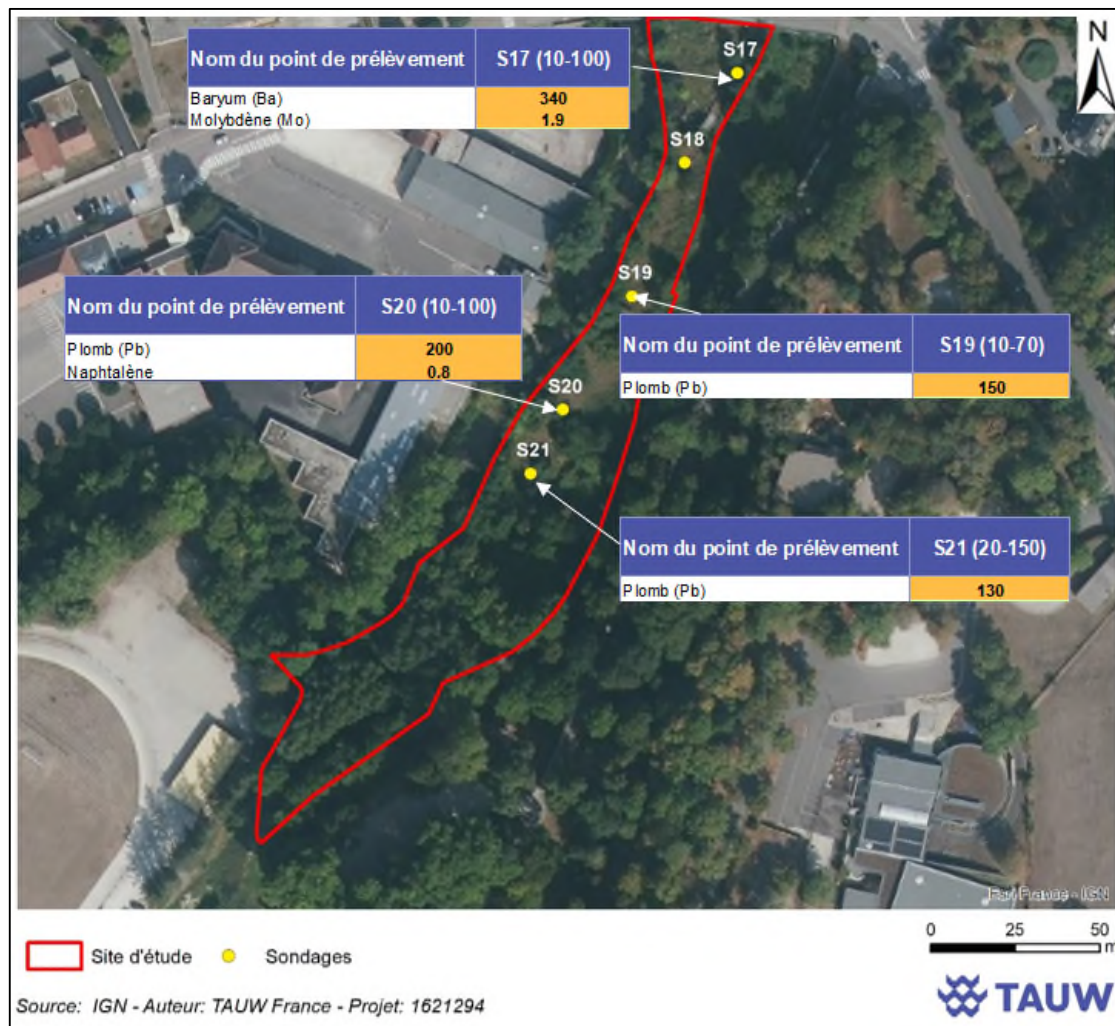 N
Nom du point de prélèvement S17 (10-100)
Baryum (Ba) 340
Molybdène (Mo) 1.9
S17
S18
S19
Nom du point de prélèvement S20 (10-100)
Plomb (Pb) 200
Naphtalène 0.8
Nom du point de prélèvement S19 (10-70)
Plomb (Pb) 150
S20
S21
Nom du point de prélèvement S21 (20-150)
Plomb (Pb) 130
Esri France - IGN
Site d'étude Sondages
0 25 50
m
Source: IGN - Auteur: TAUW France - Projet: 1621294
TAUW